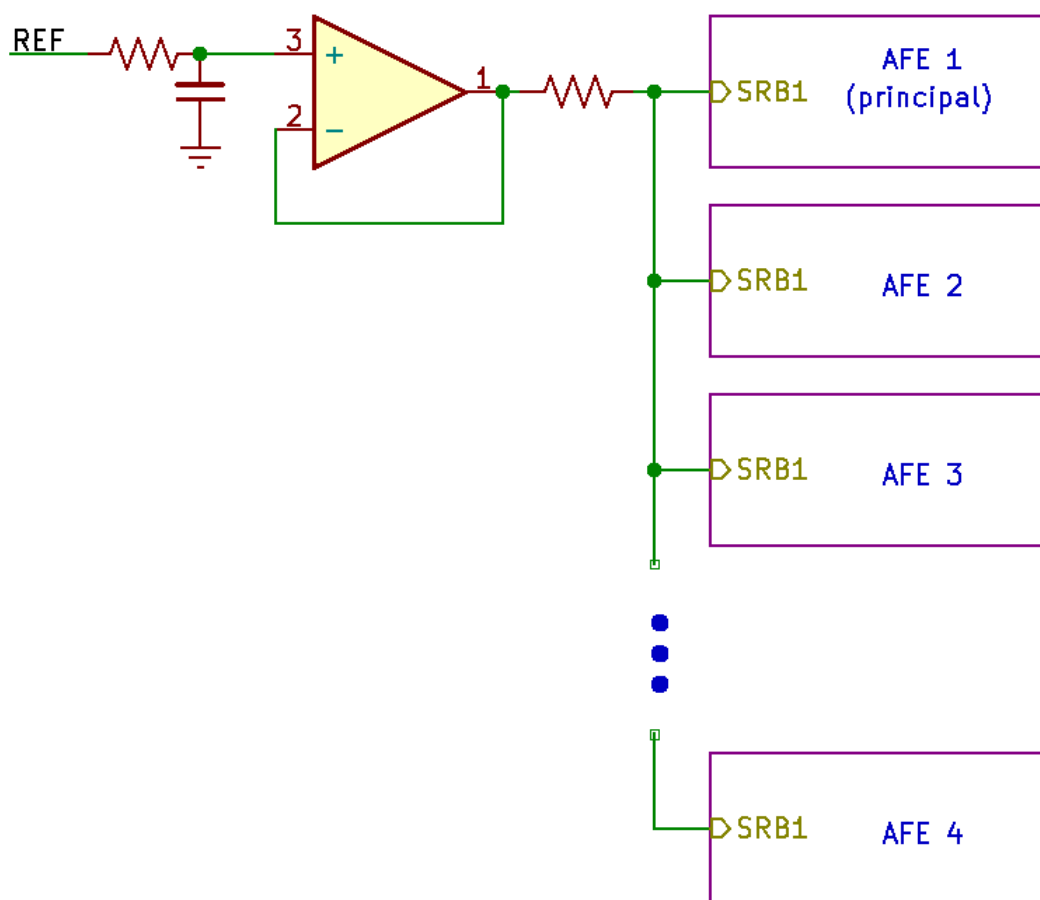 REF
3
+
2
−
1
AFE 1
(principal)
SRB1
SRB1
AFE 2
SRB1
AFE 3
SRB1
AFE 4